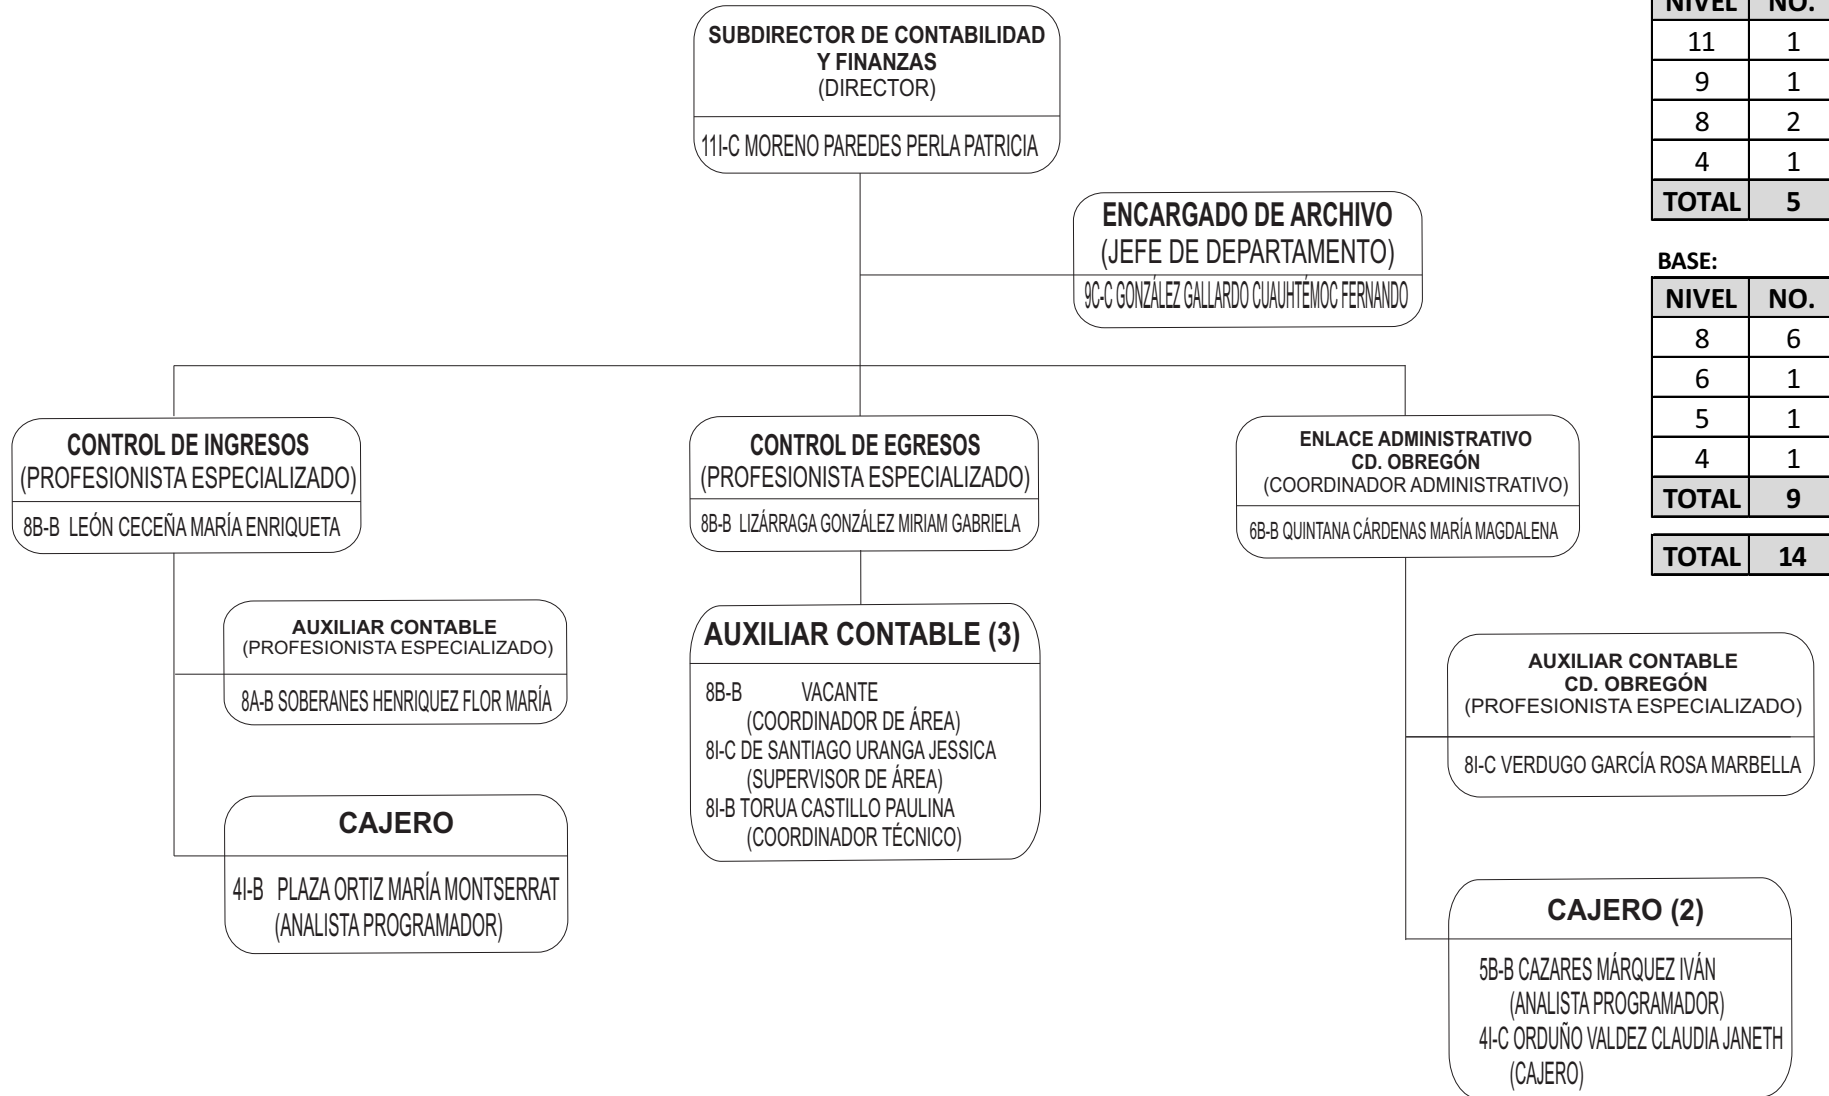 SUBDIRECTOR DE CONTABILIDAD
Y FINANZAS
(DIRECTOR)
11I-C MORENO PAREDES PERLA PATRICIA
ENCARGADO DE ARCHIVO
(JEFE DE DEPARTAMENTO)
9C-C GONZÁLEZ GALLARDO CUAUHTÉMOC FERNANDO
CONTROL DE INGRESOS
(PROFESIONISTA ESPECIALIZADO)
8B-B LEÓN CECEÑA MARÍA ENRIQUETA
AUXILIAR CONTABLE
(PROFESIONISTA ESPECIALIZADO)
8A-B SOBERANES HENRIQUEZ FLOR MARÍA
CAJERO
4I-B PLAZA ORTIZ MARÍA MONTSERRAT
(ANALISTA PROGRAMADOR)
CONTROL DE EGRESOS
(PROFESIONISTA ESPECIALIZADO)
8B-B LIZÁRRAGA GONZÁLEZ MIRIAM GABRIELA
AUXILIAR CONTABLE (3)
8B-B VACANTE
(COORDINADOR DE ÁREA)
8I-C DE SANTIAGO URANGA JESSICA
(SUPERVISOR DE ÁREA)
8I-B TORUA CASTILLO PAULINA
(COORDINADOR TÉCNICO)
ENLACE ADMINISTRATIVO
CD. OBREGÓN
(COORDINADOR ADMINISTRATIVO)
6B-B QUINTANA CÁRDENAS MARÍA MAGDALENA
AUXILIAR CONTABLE
CD. OBREGÓN
(PROFESIONISTA ESPECIALIZADO)
8I-C VERDUGO GARCÍA ROSA MARBELLA
CAJERO (2)
5B-B CAZARES MÁRQUEZ IVÁN
(ANALISTA PROGRAMADOR)
4I-C ORDUÑO VALDEZ CLAUDIA JANETH
(CAJERO)
NIVEL NO.
11 1
9 1
8 2
4 1
TOTAL 5
BASE:
NIVEL NO.
8 6
6 1
5 1
4 1
TOTAL 9
TOTAL 14